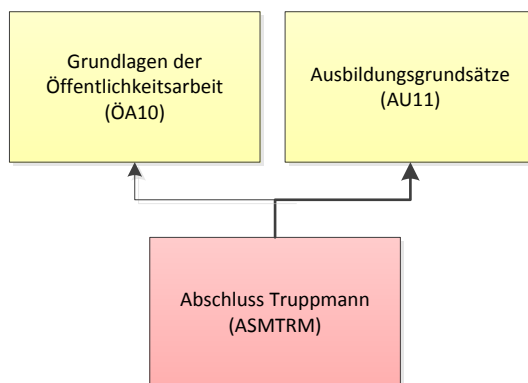 Grundlagen der
Öffentlichkeitsarbeit
(ÖA10)
Ausbildungsgrundsätze
(AU11)
Abschluss Truppmann
(ASMTRM)